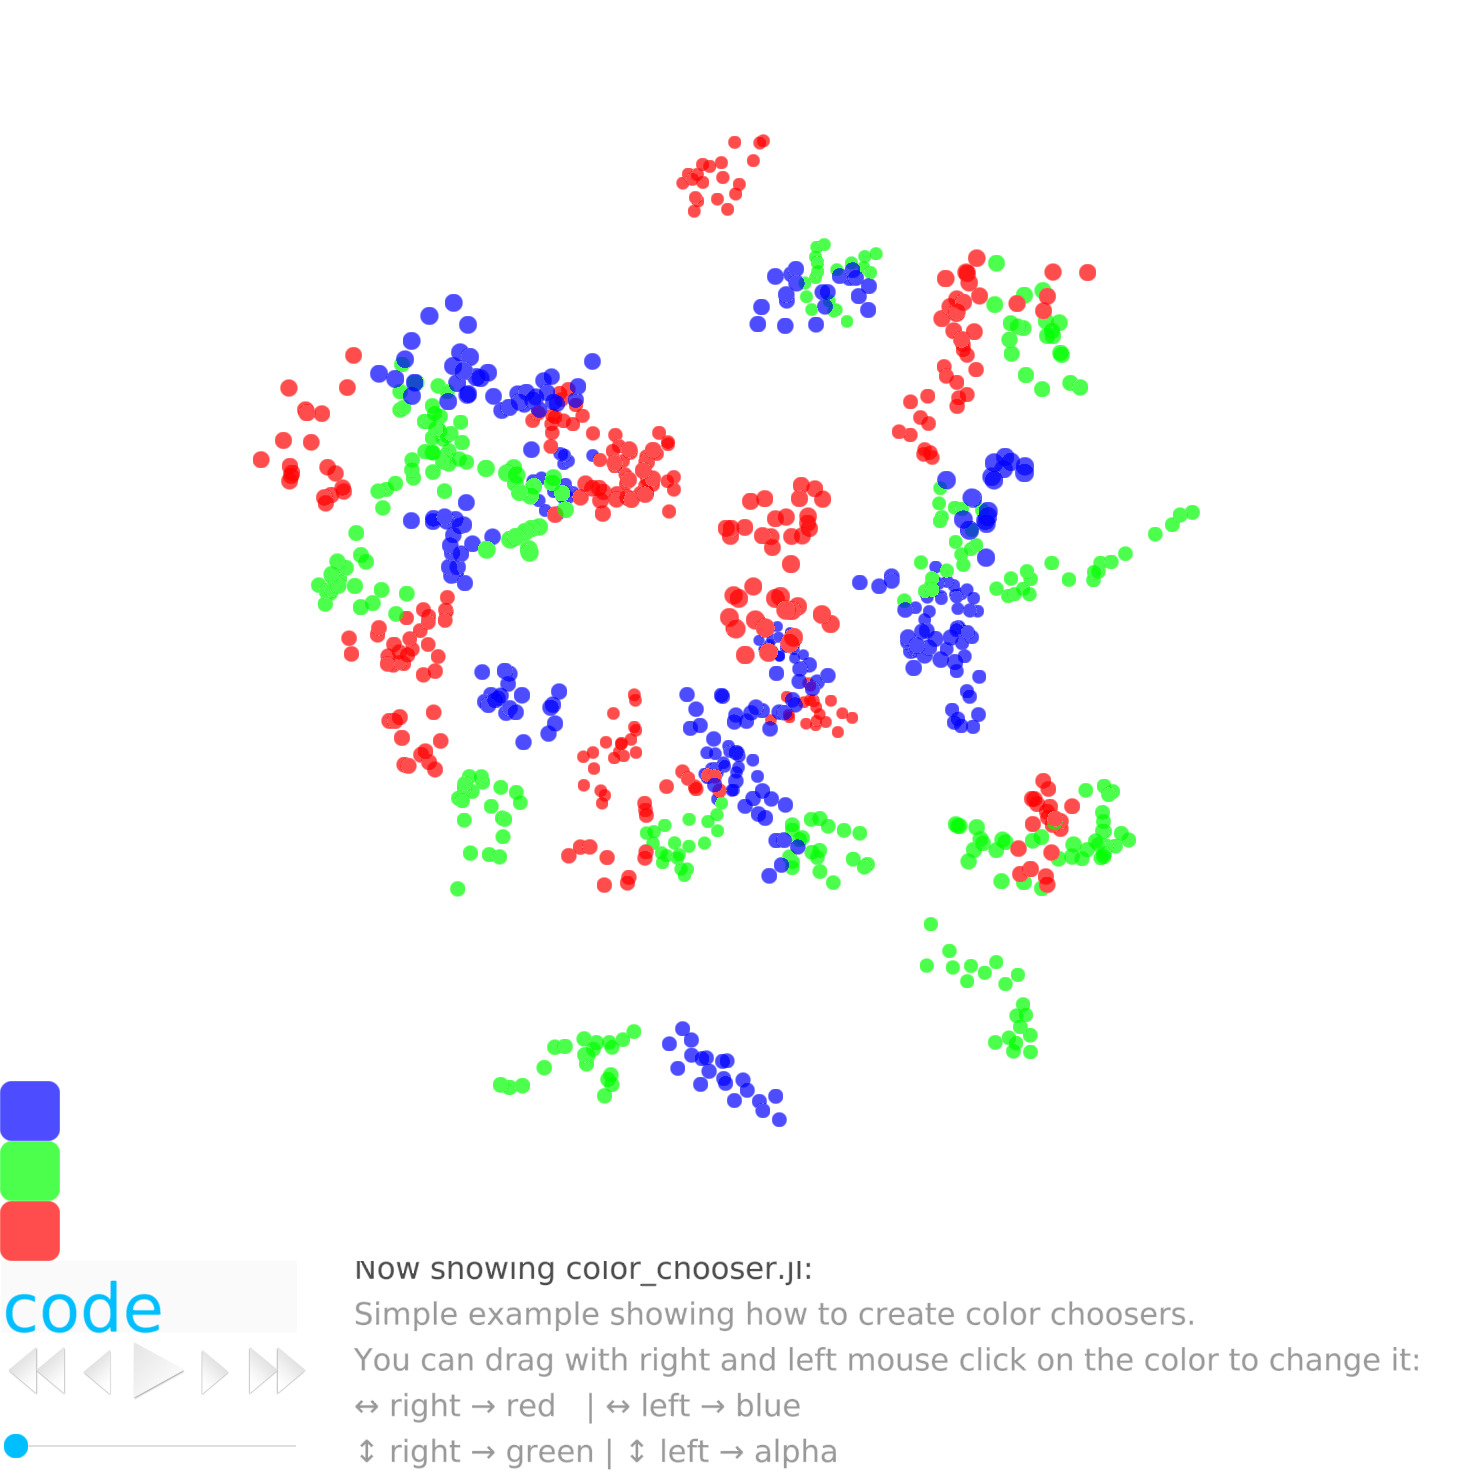 code
Now showing color_chooser.jl:
Simple example showing how to create color choosers.
You can drag with right and left mouse click on the color to change it:
↔ right → red | ↔ left → blue
↕ right → green | ↕ left → alpha